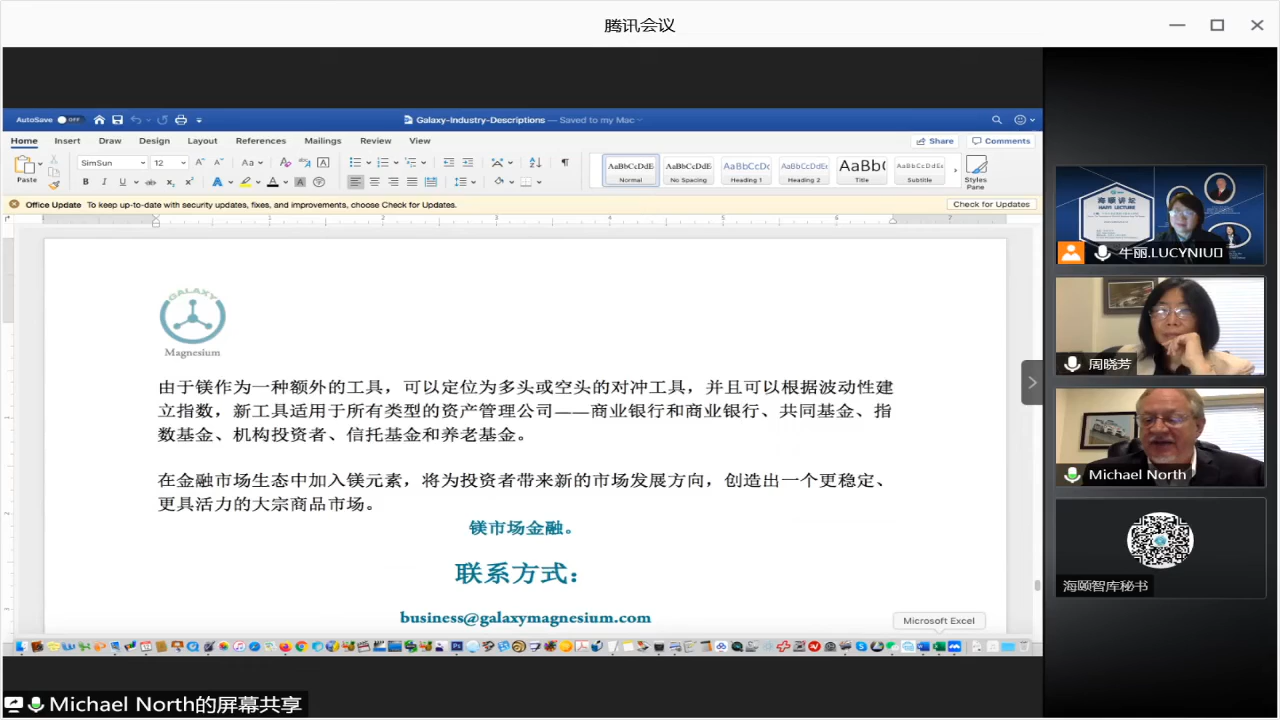 腾讯会议
AutoSave OFF
Galaxy-Industry-Descriptions — Saved to my Mac
Home Insert Draw Design Layout References Mailings Review View
Share Comments
Paste
SimSun 12
AaBbCcDdE AaBbCcDdE AaBbCcDc AaBbCcDdEe AaBb( AaBbCcDdEe
Normal No Spacing Heading 1 Heading 2 Title Subtitle
Styles Pane
Office Update To keep up-to-date with security updates, fixes, and improvements, choose Check for Updates.
Check for Updates
GALAXY
Magnesium
由于镁作为一种额外的工具，可以定位为多头或空头的对冲工具，并且可以根据波动性建
立指数，新工具适用于所有类型的资产管理公司——商业银行和商业银行、共同基金、指
数基金、机构投资者、信托基金和养老基金。
在金融市场生态中加入镁元素，将为投资者带来新的市场发展方向，创造出一个更稳定、
更具活力的大宗商品市场。
镁市场金融。
联系方式：
business@galaxymagnesium.com
Microsoft Excel
海颐讲坛
HAIYI LECTURE
牛丽.LUCYNIU
周晓芳
Michael North
海颐智库秘书
Michael North的屏幕共享